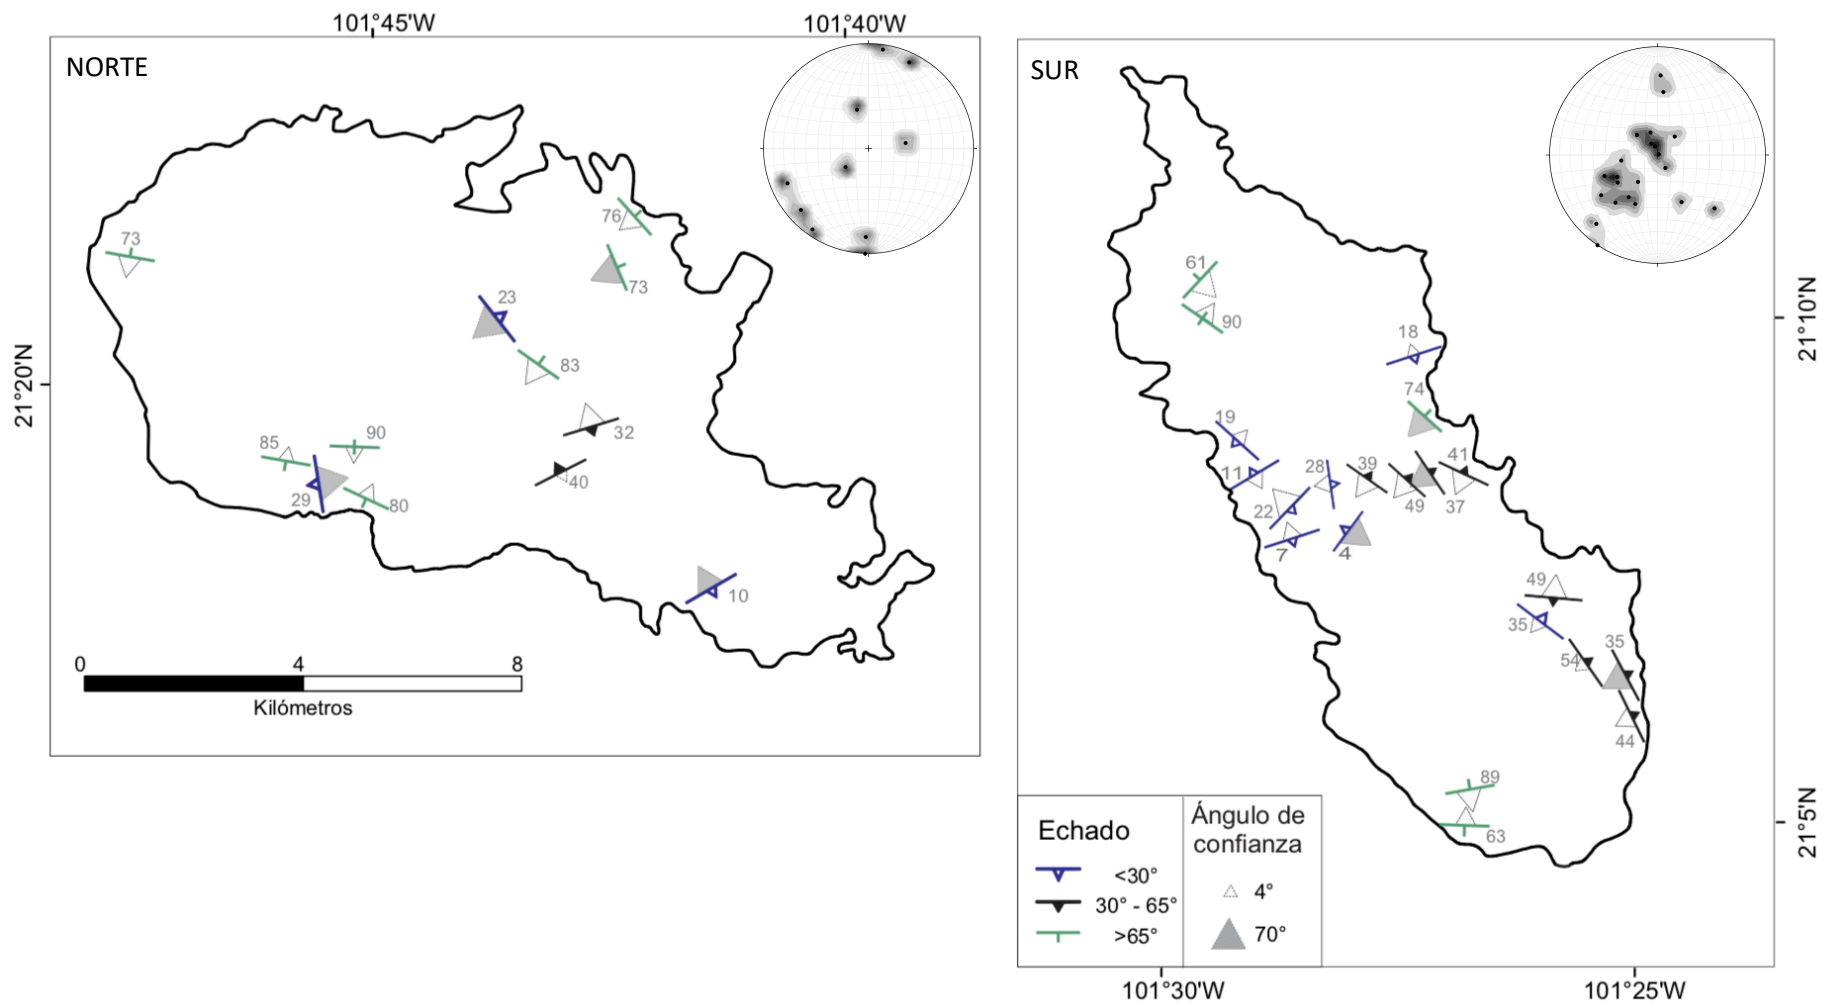 101°45'W
101°40'W
NORTE
SUR
76
73
73
23
83
32
40
90
85
29
80
10
21°20'N
0
4
8
Kilómetros
61
90
18
74
19
11
28
39
41
22
49
37
7
4
49
35
54
35
44
89
63
21°10'N
21°5'N
Echado
<30°
30° - 65°
>65°
Ángulo de
confianza
4°
70°
101°30'W
101°25'W